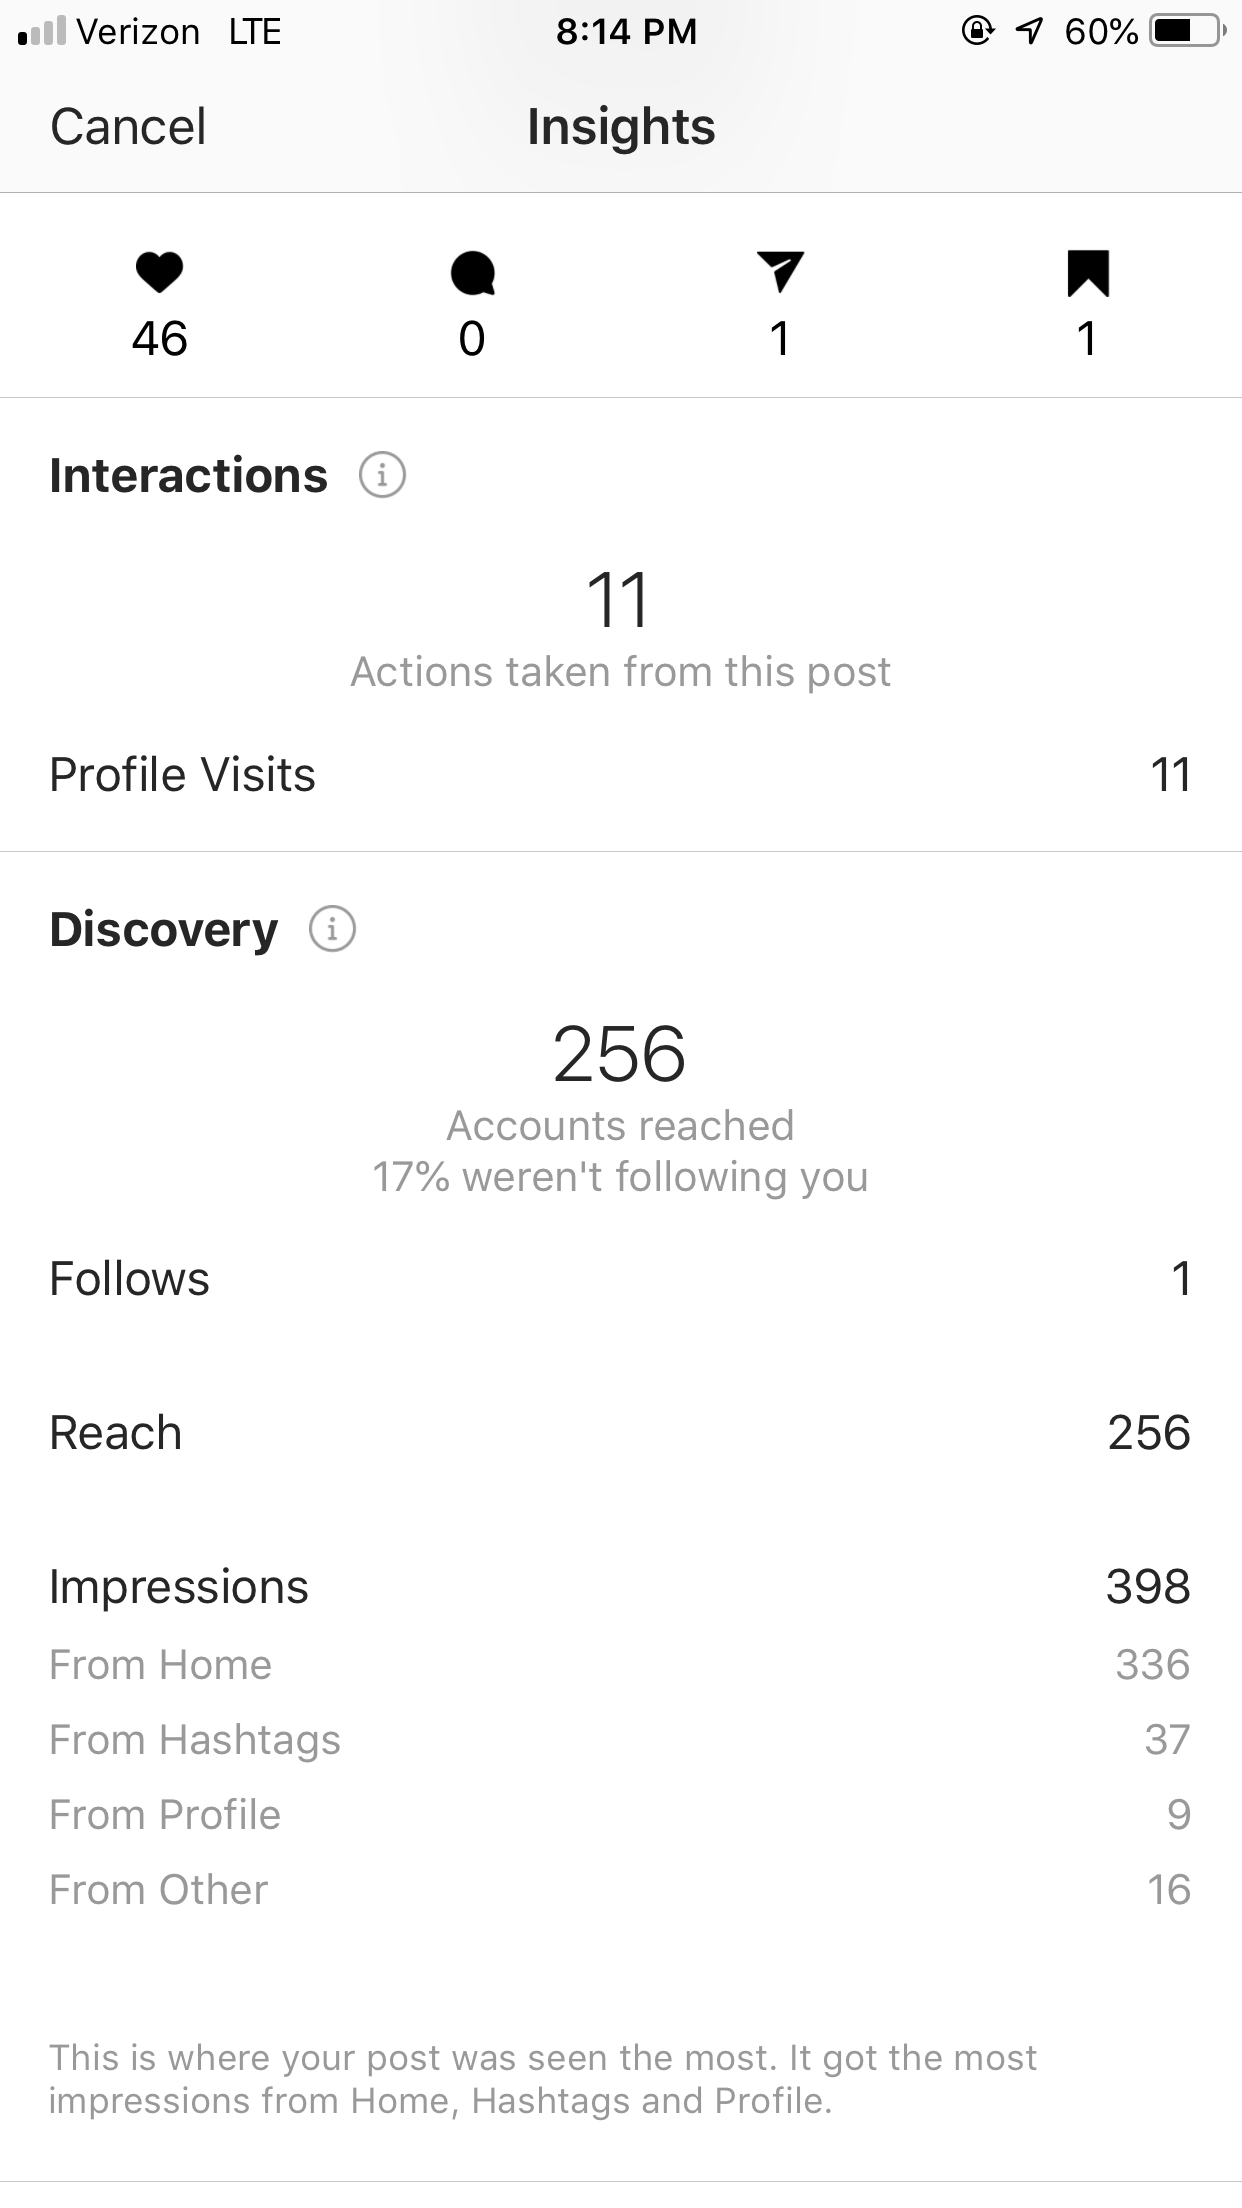 Verizon LTE 8:14 PM 60%
Cancel Insights
46 0 1 1
Interactions
11
Actions taken from this post
Profile Visits 11
Discovery
256
Accounts reached
17% weren't following you
Follows 1
Reach 256
Impressions 398
From Home 336
From Hashtags 37
From Profile 9
From Other 16
This is where your post was seen the most. It got the most
impressions from Home, Hashtags and Profile.